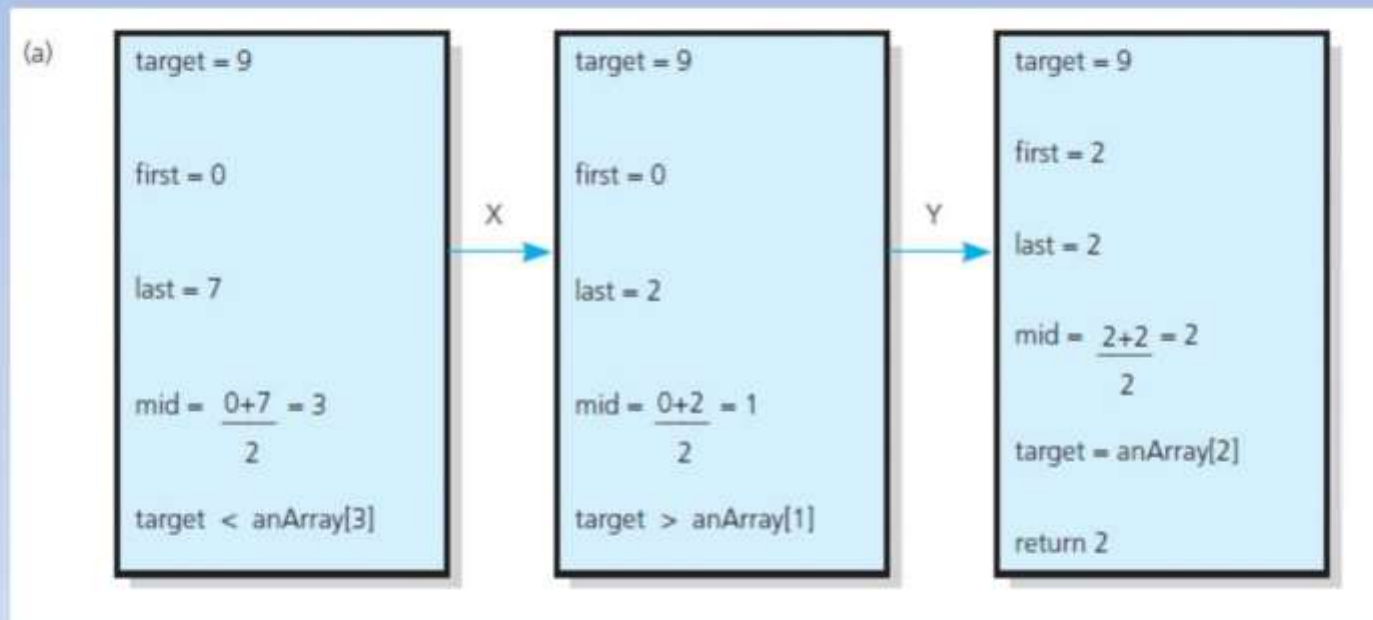 (a)
target = 9
first = 0
last = 7
mid = 0+7 = 3
2
target < anArray[3]
X
target = 9
first = 0
last = 2
mid = 0+2 = 1
2
target > anArray[1]
Y
target = 9
first = 2
last = 2
mid = 2+2 = 2
2
target = anArray[2]
return 2